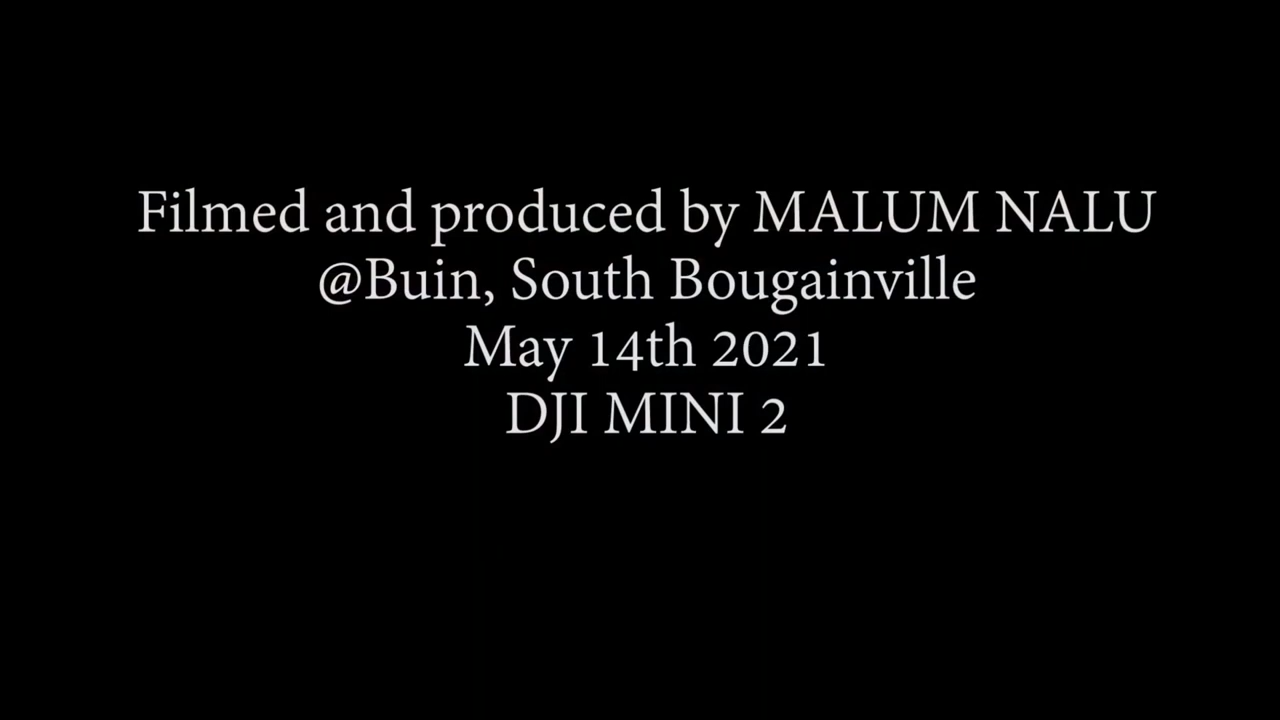 Filmed and produced by MALUM NALU
@Buin, South Bougainville
May 14th 2021
DJI MINI 2